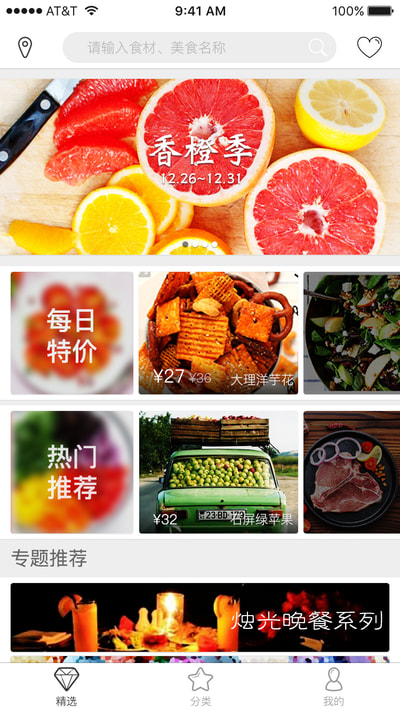 AT&T 9:41 AM 100%
请输入食材、美食名称
香橙季
12.26~12.31
每日
特价
¥27 ¥36 大理洋芋花
热门
推荐
¥32 石屏绿苹果
专题推荐
烛光晚餐系列
精选 分类 我的